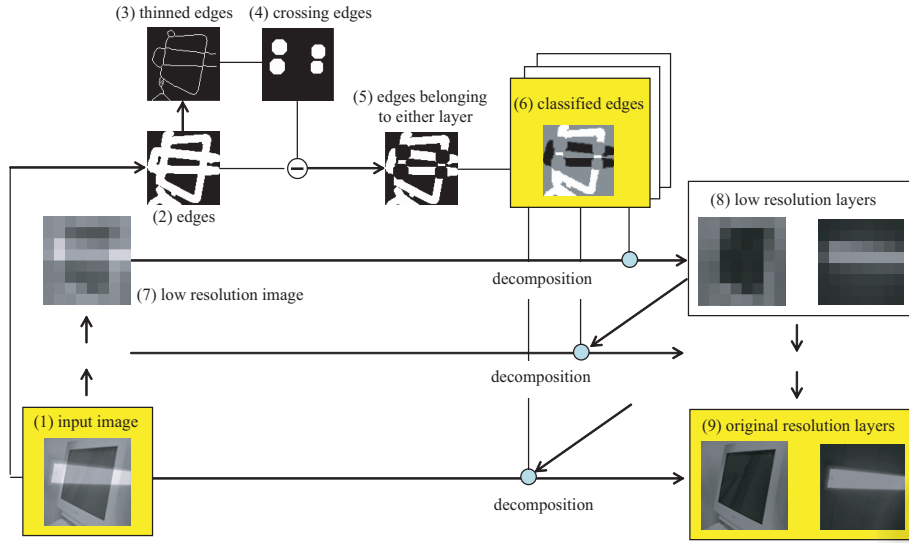 (3) thinned edges
(4) crossing edges
(5) edges belonging
to either layer
(6) classified edges
(2) edges
(8) low resolution layers
(7) low resolution image
decomposition
decomposition
(1) input image
(9) original resolution layers
decomposition